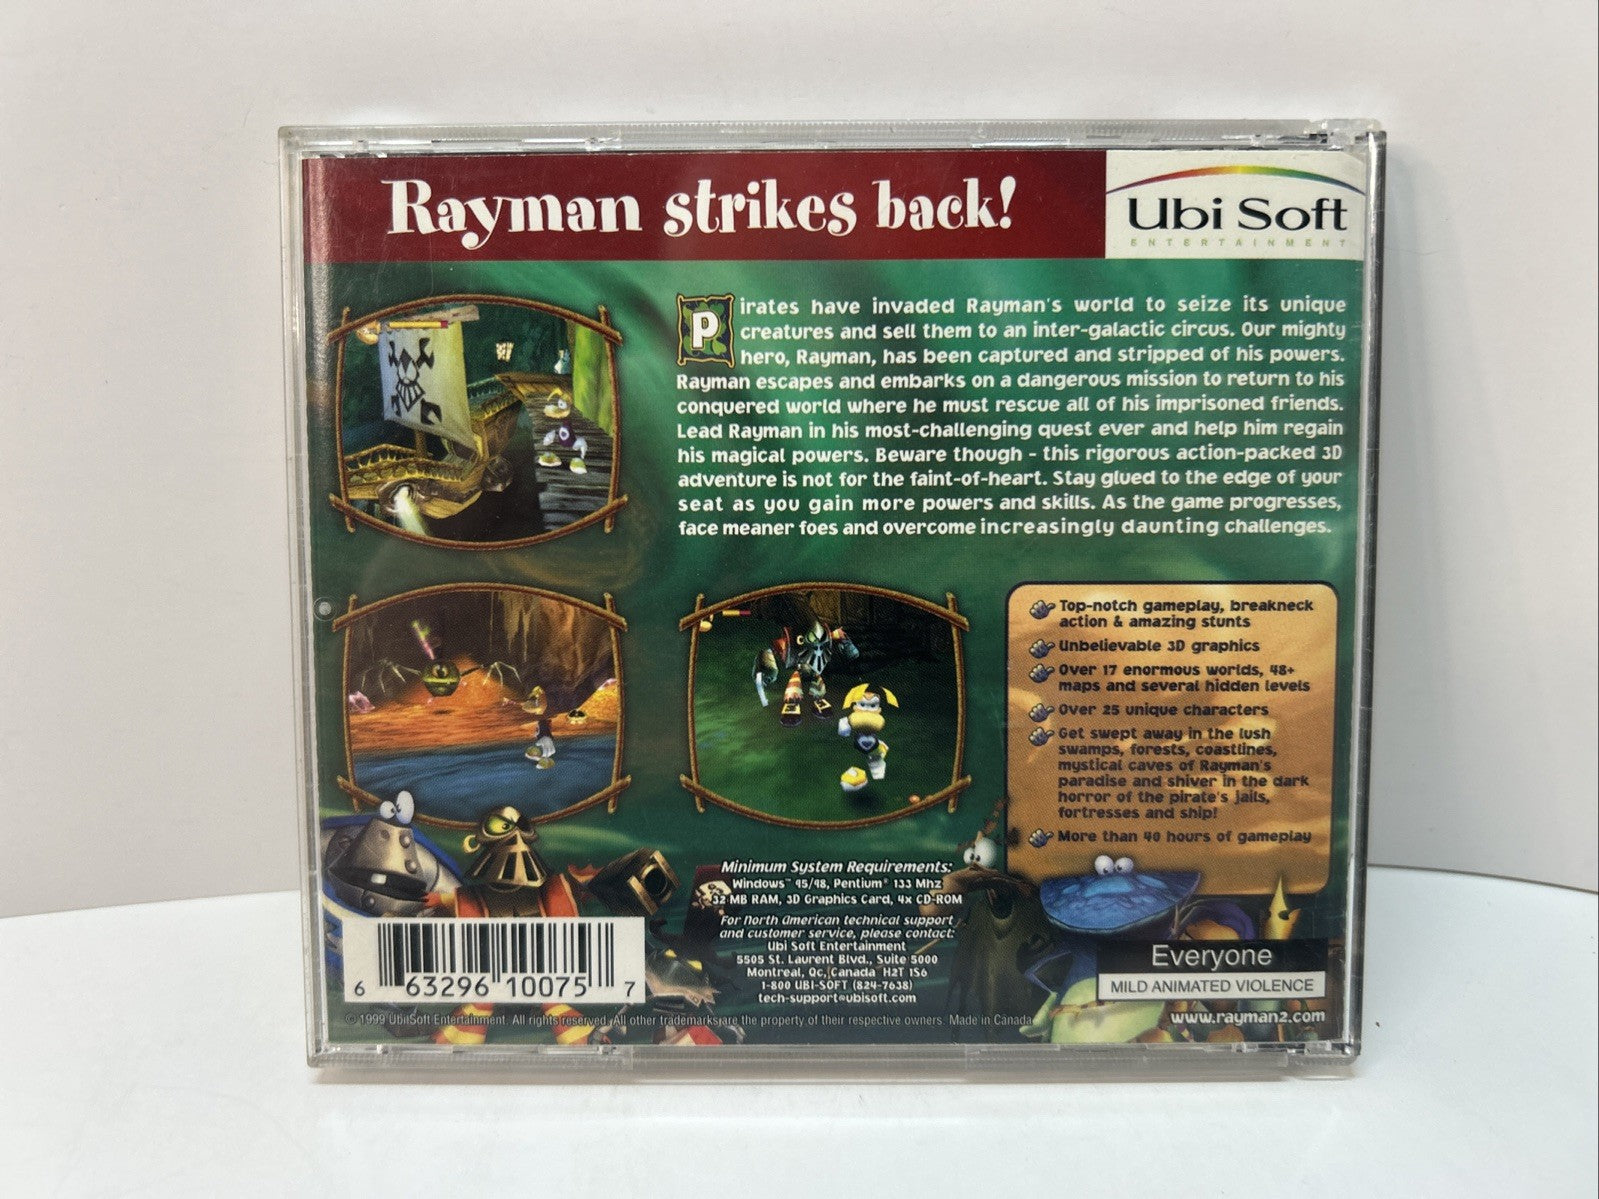 Rayman strikes back!
Ubi Soft
ENTERTAINMENT
Pirates have invaded Rayman's world to seize its unique
creatures and sell them to an inter-galactic circus. Our mighty
hero, Rayman, has been captured and stripped of his powers.
Rayman escapes and embarks on a dangerous mission to return to his
conquered world where he must rescue all of his imprisoned friends.
Lead Rayman in his most-challenging quest ever and help him regain
his magical powers. Beware though - this rigorous action-packed 3D
adventure is not for the faint-of-heart. Stay glued to the edge of your
seat as you gain more powers and skills. As the game progresses,
face meaner foes and overcome increasingly daunting challenges.
Top-notch gameplay, breakneck
action & amazing stunts
Unbelievable 3D graphics
Over 17 enormous worlds, 48+
maps and several hidden levels
Over 25 unique characters
Get swept away in the lush
swamps, forests, coastlines,
mystical caves of Rayman's
paradise and shiver in the dark
horror of the pirate's jails,
fortresses and ship!
More than 40 hours of gameplay
Minimum System Requirements:
Windows™ 95/98, Pentium® 133 Mhz
32 MB RAM, 3D Graphics Card, 4x CD-ROM
For North American technical support
and customer service, please contact:
Ubi Soft Entertainment
5505 St. Laurent Blvd., Suite 5000
Montreal, Qc, Canada H2T 1S6
1-800 UBI-SOFT (824-7638)
tech-support@ubisoft.com
6 63296 10075 7
Everyone
MILD ANIMATED VIOLENCE
www.rayman2.com
© 1999 UbiSoft Entertainment. All rights reserved. All other trademarks are the property of their respective owners. Made in Canada